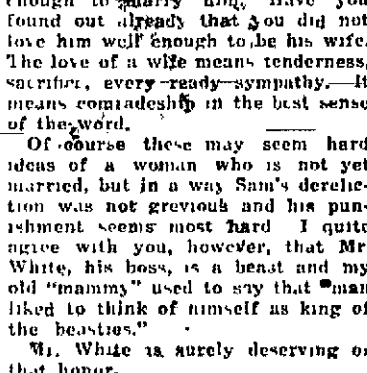 enough to marry him. Have you
found out already that you did not
love him well enough to be his wife.
The love of a wife means tenderness,
sacrifice, every ready sympathy. It
means comradeship in the best sense
of the word.
Of course these may seem hard
ideas of a woman who is not yet
married, but in a way Sam's derelic-
tion was not grevious and his pun-
ishment seems most hard I quite
agree with you, however, that Mr
White, his boss, is a beast and my
old "mammy" used to say that "man
liked to think of himself as king of
the beasties."
Mr. White is surely deserving of
that honor.